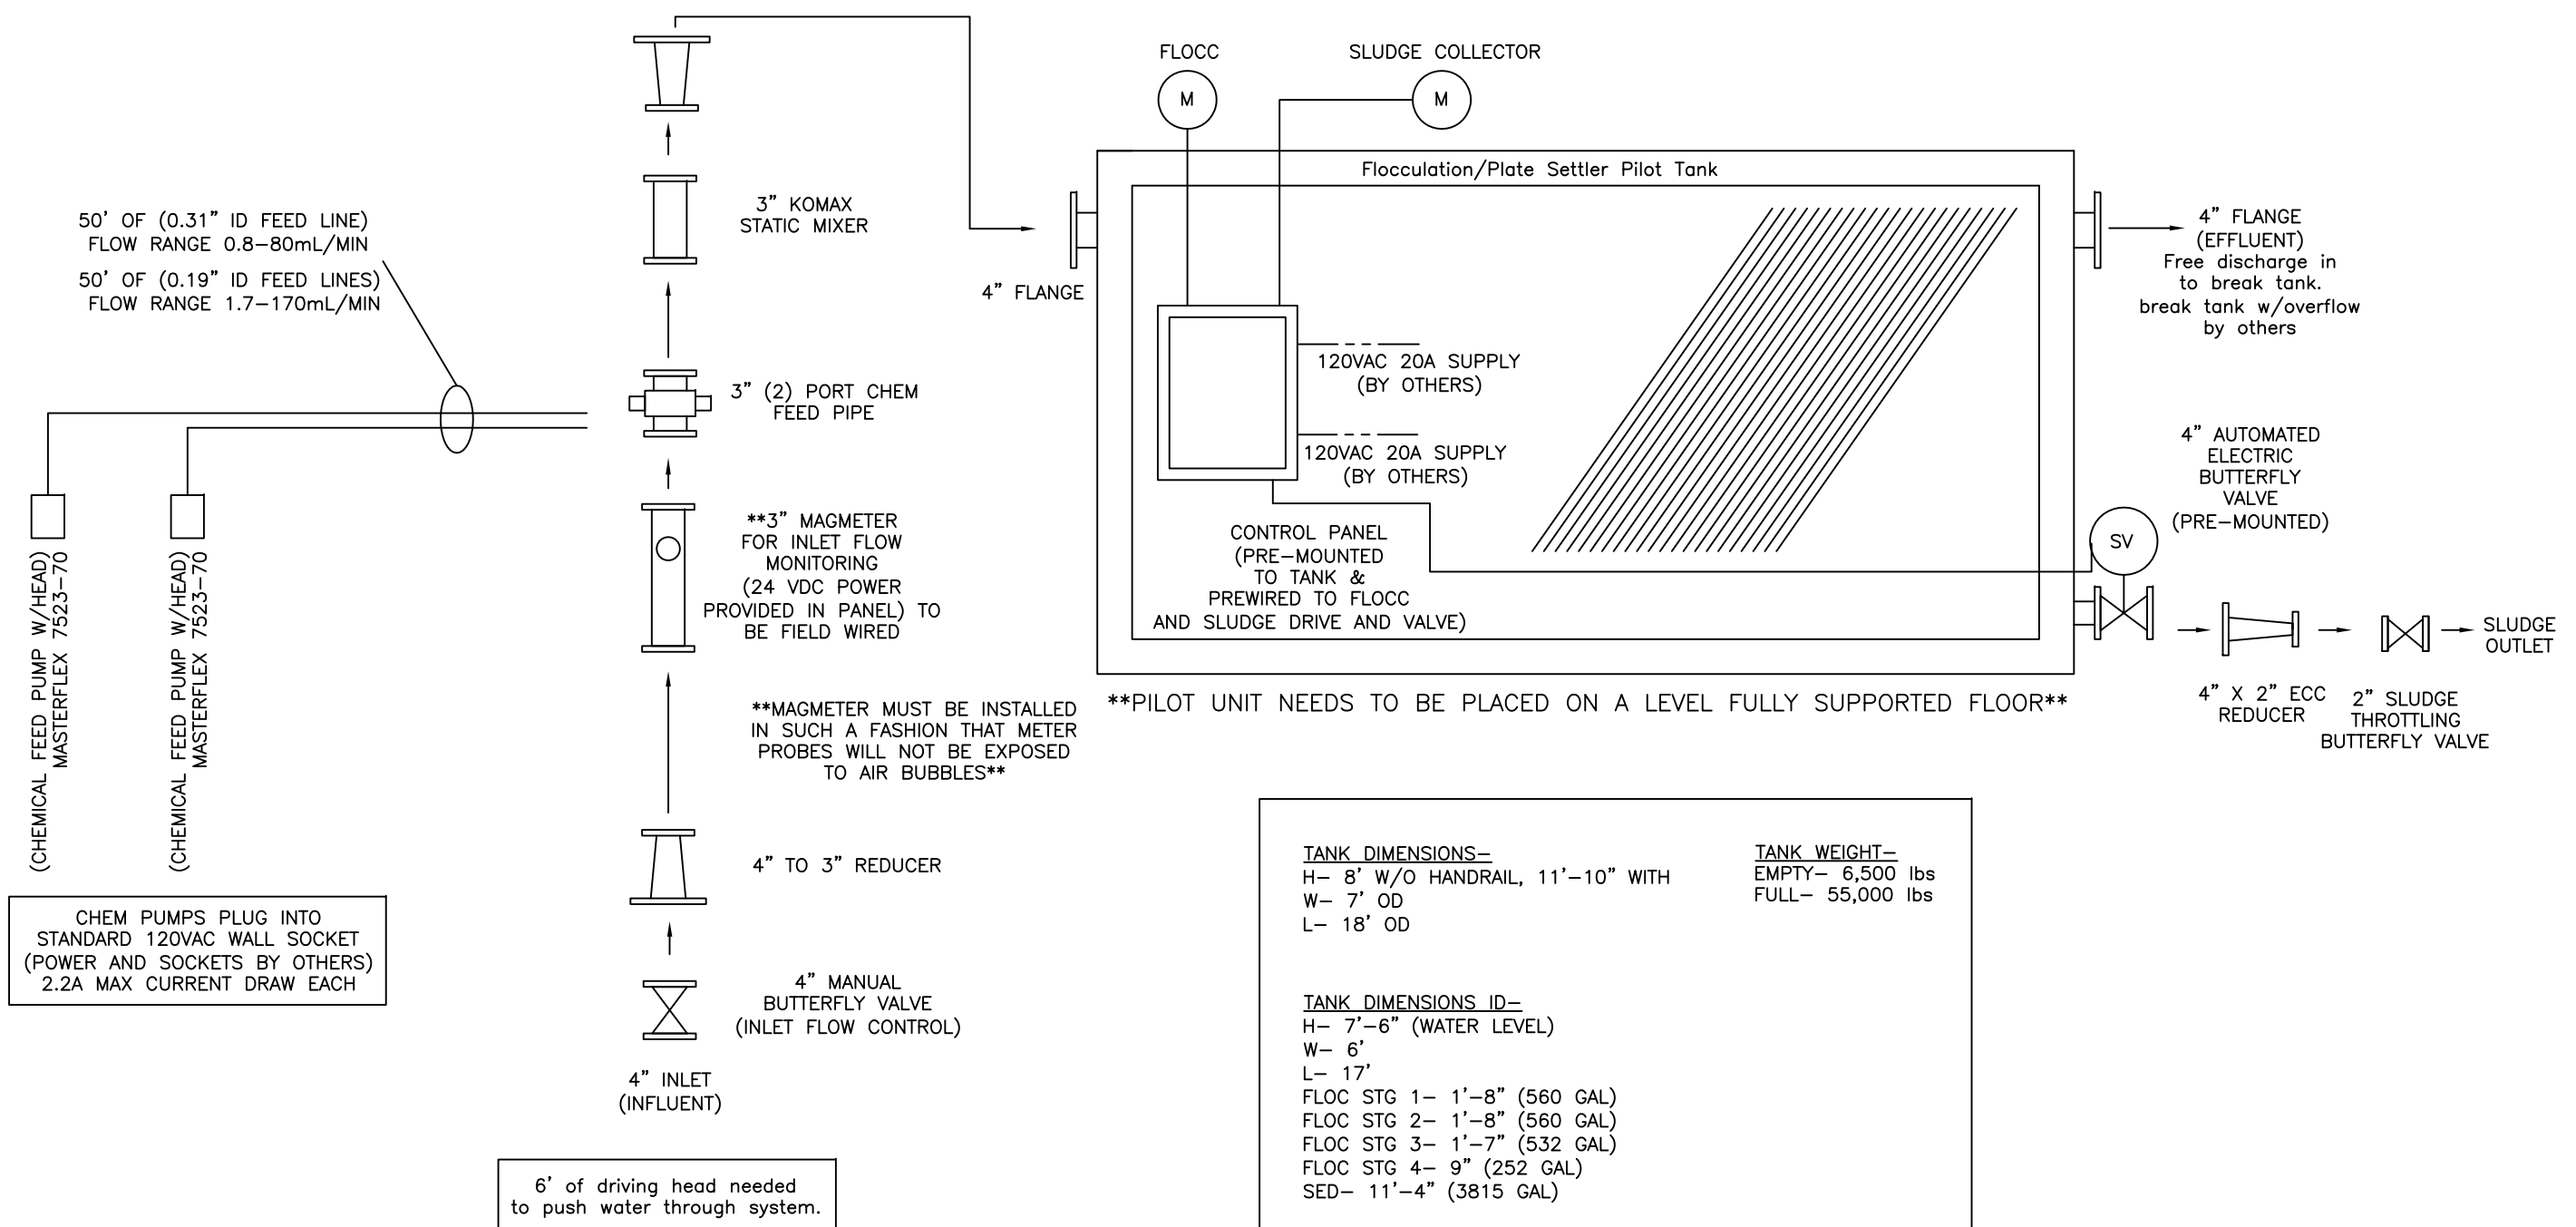 FLOCC
M
SLUDGE COLLECTOR
M
Flocculation/Plate Settler Pilot Tank
50' OF (0.31" ID FEED LINE)
FLOW RANGE 0.8-80mL/MIN
50' OF (0.19" ID FEED LINES)
FLOW RANGE 1.7-170mL/MIN
3" KOMAX
STATIC MIXER
4" FLANGE
4" FLANGE
(EFFLUENT)
Free discharge in
to break tank.
break tank w/overflow
by others
120VAC 20A SUPPLY
(BY OTHERS)
120VAC 20A SUPPLY
(BY OTHERS)
3" (2) PORT CHEM
FEED PIPE
4" AUTOMATED
ELECTRIC
BUTTERFLY
VALVE
(PRE-MOUNTED)
SV
**3" MAGMETER
FOR INLET FLOW
MONITORING
(24 VDC POWER
PROVIDED IN PANEL) TO
BE FIELD WIRED
CONTROL PANEL
(PRE-MOUNTED
TO TANK &
PREWIRED TO FLOCC
AND SLUDGE DRIVE AND VALVE)
(CHEMICAL FEED PUMP W/HEAD)
MASTERFLEX 7523-70
(CHEMICAL FEED PUMP W/HEAD)
MASTERFLEX 7523-70
SLUDGE
OUTLET
4" X 2" ECC
REDUCER
2" SLUDGE
THROTTLING
BUTTERFLY VALVE
**PILOT UNIT NEEDS TO BE PLACED ON A LEVEL FULLY SUPPORTED FLOOR**
**MAGMETER MUST BE INSTALLED
IN SUCH A FASHION THAT METER
PROBES WILL NOT BE EXPOSED
TO AIR BUBBLES**
4" TO 3" REDUCER
CHEM PUMPS PLUG INTO
STANDARD 120VAC WALL SOCKET
(POWER AND SOCKETS BY OTHERS)
2.2A MAX CURRENT DRAW EACH
4" MANUAL
BUTTERFLY VALVE
(INLET FLOW CONTROL)
4" INLET
(INFLUENT)
6' of driving head needed
to push water through system.
TANK DIMENSIONS-
H- 8' W/O HANDRAIL, 11'-10" WITH
W- 7' OD
L- 18' OD
TANK WEIGHT-
EMPTY- 6,500 lbs
FULL- 55,000 lbs
TANK DIMENSIONS ID-
H- 7'-6" (WATER LEVEL)
W- 6'
L- 17'
FLOC STG 1- 1'-8" (560 GAL)
FLOC STG 2- 1'-8" (560 GAL)
FLOC STG 3- 1'-7" (532 GAL)
FLOC STG 4- 9" (252 GAL)
SED- 11'-4" (3815 GAL)